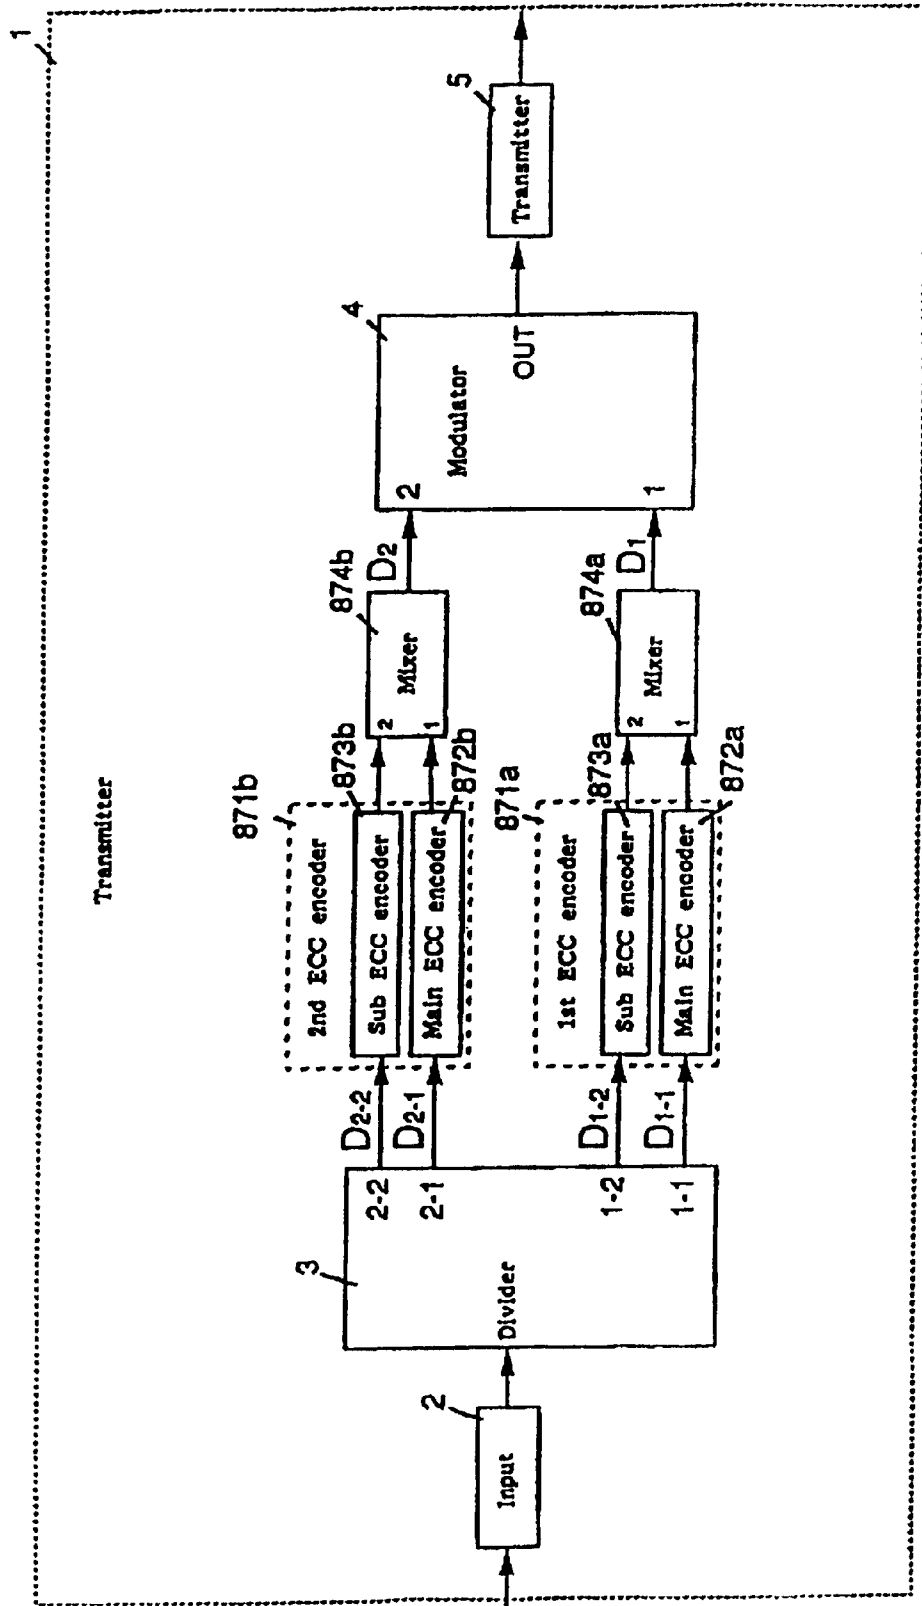 1
Transmitter
871b
2nd ECC encoder
873b
874b
4
5
3
2-2
D2-2
Sub ECC encoder
2
Mixer
D2
2
Modulator
OUT
Transmitter
2
Input
Divider
2-1
D2-1
Main ECC encoder
1
872b
871a
1st ECC encoder
873a
874a
1-2
D1-2
Sub ECC encoder
2
Mixer
D1
1
1-1
D1-1
Main ECC encoder
1
872a